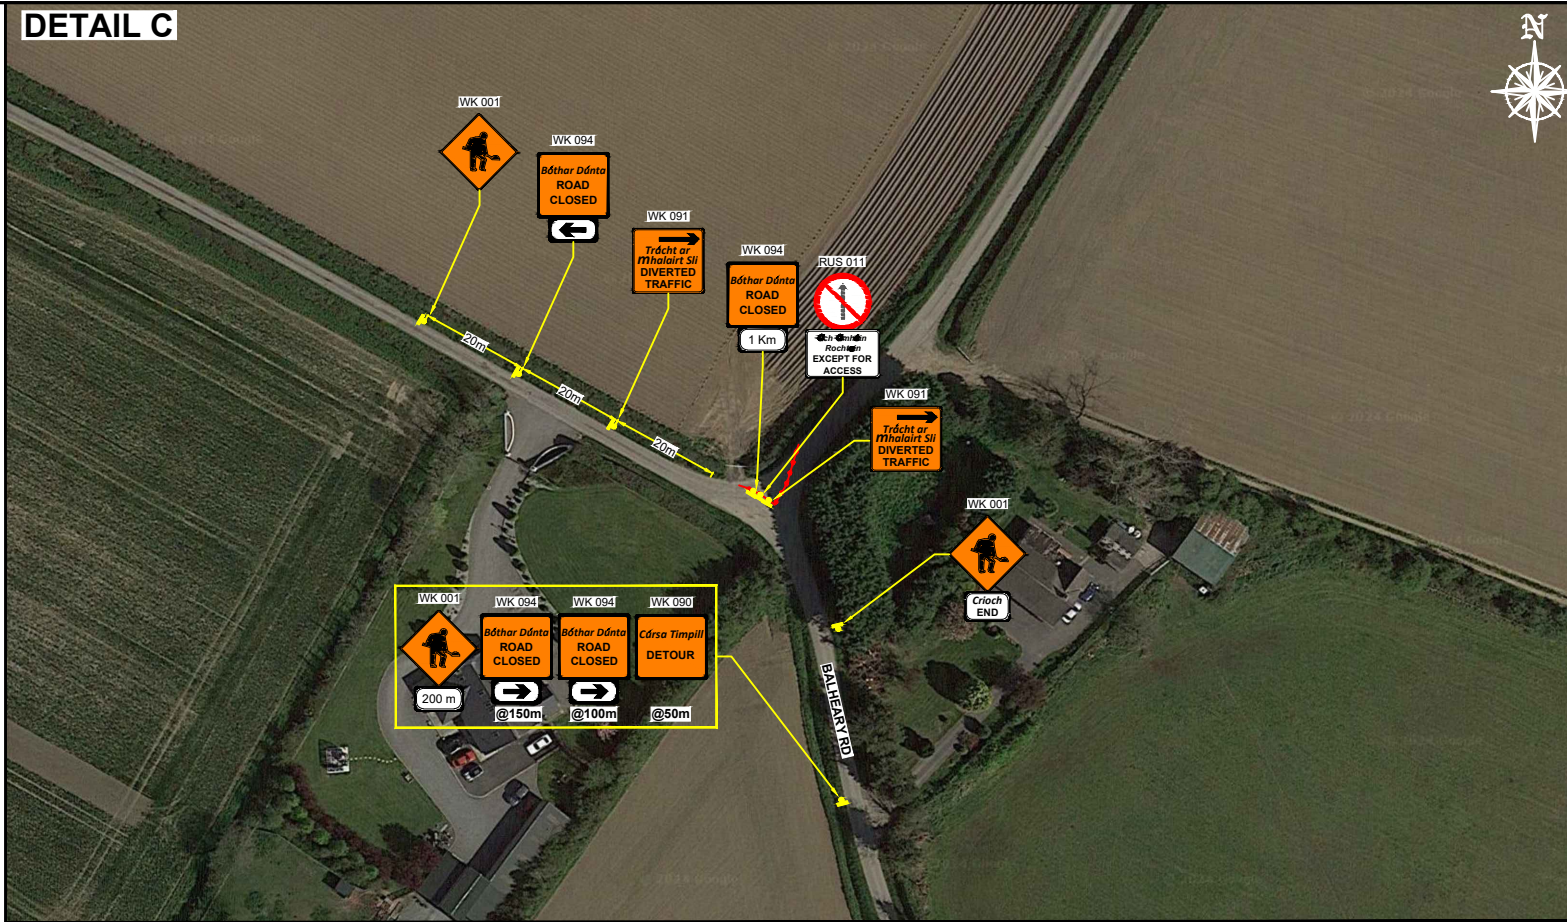 DETAIL C
N
WK 001
WK 094
Bóthar Dúnta
ROAD
CLOSED
WK 091
Trácht ar
Mhalairt Slí
DIVERTED
TRAFFIC
WK 094
Bóthar Dúnta
ROAD
CLOSED
1 Km
RUS 011
EXCEPT FOR
ACCESS
WK 091
Trácht ar
Mhalairt Slí
DIVERTED
TRAFFIC
20m
20m
20m
WK 001
Críoch
END
WK 001
200 m
WK 094
Bóthar Dúnta
ROAD
CLOSED
@150m
WK 094
Bóthar Dúnta
ROAD
CLOSED
@100m
WK 090
Cúrsa Timpill
DETOUR
@50m
BALHEARY RD